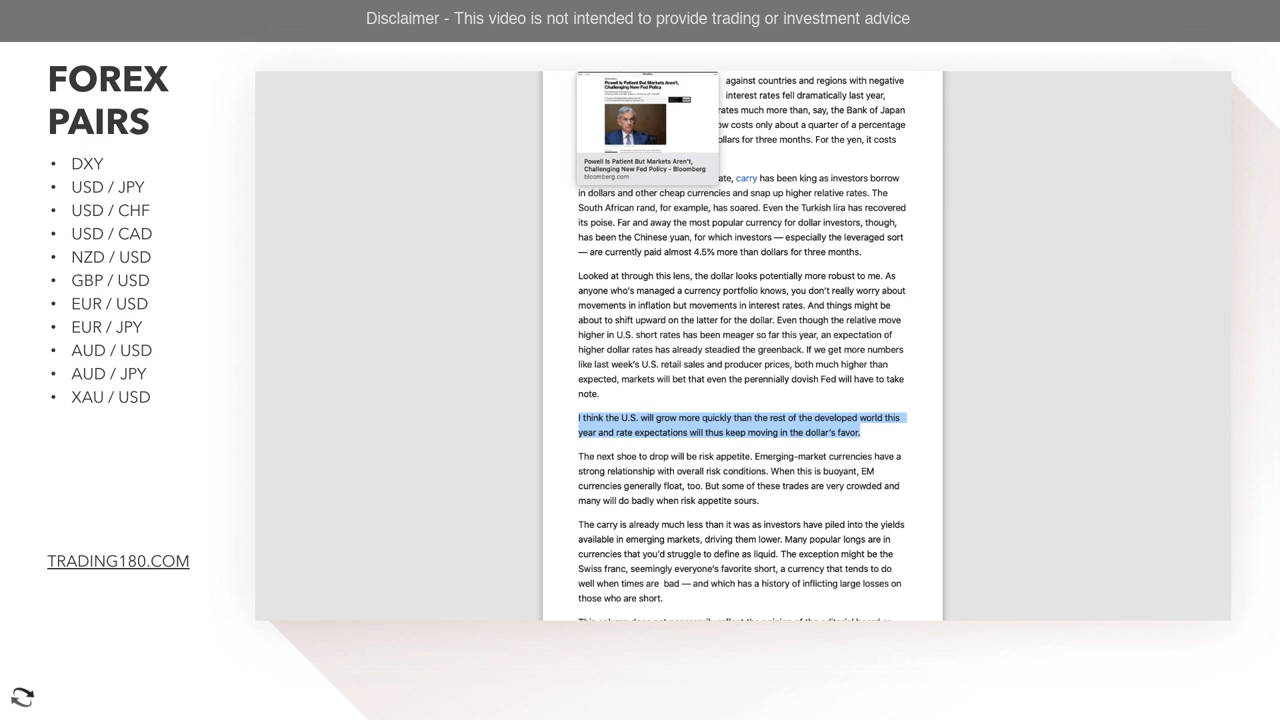 Disclaimer - This video is not intended to provide trading or investment advice
FOREX
PAIRS
• DXY
• USD / JPY
• USD / CHF
• USD / CAD
• NZD / USD
• GBP / USD
• EUR / USD
• EUR / JPY
• AUD / USD
• AUD / JPY
• XAU / USD
TRADING180.COM
Powell Is Patient But Markets Aren't,
Challenging New Fed Policy
Powell Is Patient But Markets Aren't,
Challenging New Fed Policy - Bloomberg
bloomberg.com
against countries and regions with negative
interest rates fell dramatically last year,
rates much more than, say, the Bank of Japan
ow costs only about a quarter of a percentage
ollars for three months. For the yen, it costs
ate, carry has been king as investors borrow
in dollars and other cheap currencies and snap up higher relative rates. The
South African rand, for example, has soared. Even the Turkish lira has recovered
its poise. Far and away the most popular currency for dollar investors, though,
has been the Chinese yuan, for which investors — especially the leveraged sort
— are currently paid almost 4.5% more than dollars for three months.
Looked at through this lens, the dollar looks potentially more robust to me. As
anyone who's managed a currency portfolio knows, you don't really worry about
movements in inflation but movements in interest rates. And things might be
about to shift upward on the latter for the dollar. Even though the relative move
higher in U.S. short rates has been meager so far this year, an expectation of
higher dollar rates has already steadied the greenback. If we get more numbers
like last week's U.S. retail sales and producer prices, both much higher than
expected, markets will bet that even the perennially dovish Fed will have to take
note.
I think the U.S. will grow more quickly than the rest of the developed world this
year and rate expectations will thus keep moving in the dollar's favor.
The next shoe to drop will be risk appetite. Emerging-market currencies have a
strong relationship with overall risk conditions. When this is buoyant, EM
currencies generally float, too. But some of these trades are very crowded and
many will do badly when risk appetite sours.
The carry is already much less than it was as investors have piled into the yields
available in emerging markets, driving them lower. Many popular longs are in
currencies that you'd struggle to define as liquid. The exception might be the
Swiss franc, seemingly everyone's favorite short, a currency that tends to do
well when times are bad — and which has a history of inflicting large losses on
those who are short.